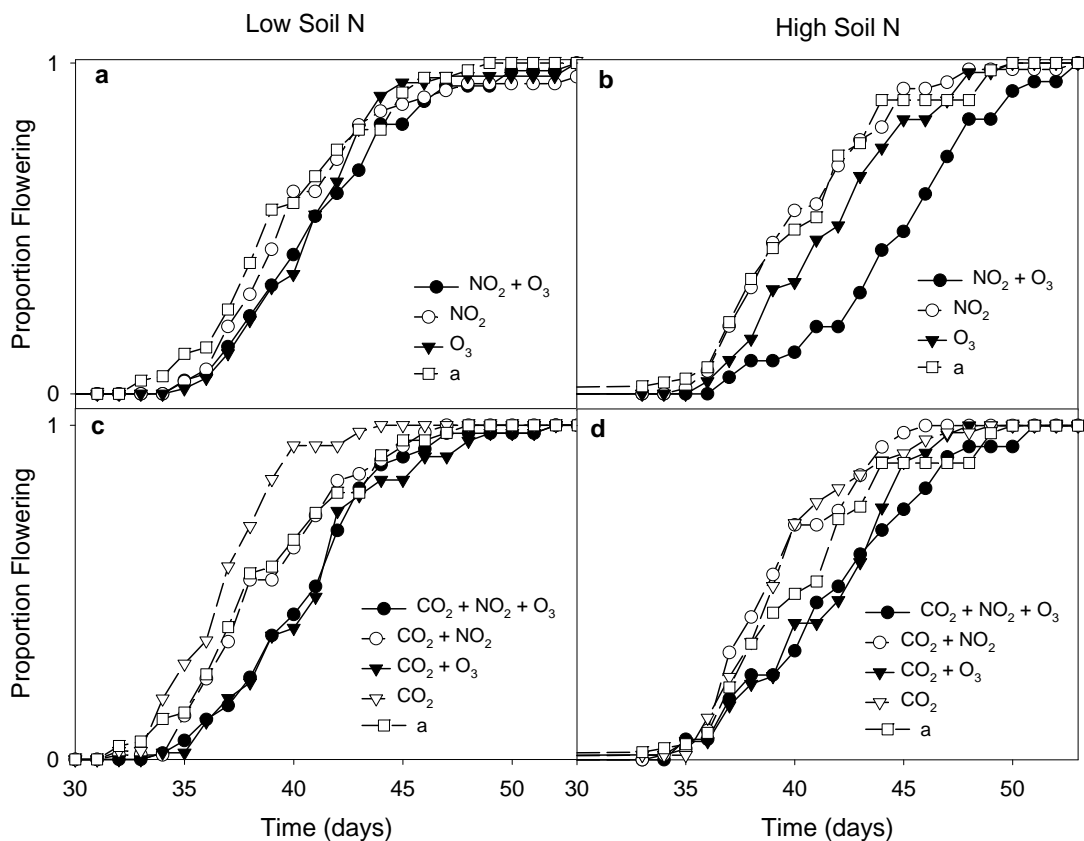 Low Soil N
High Soil N
Proportion Flowering
1
0
a
NO₂ + O₃
NO₂
O₃
a
b
NO₂ + O₃
NO₂
O₃
a
Proportion Flowering
1
0
c
CO₂ + NO₂ + O₃
CO₂ + NO₂
CO₂ + O₃
CO₂
a
d
CO₂ + NO₂ + O₃
CO₂ + NO₂
CO₂ + O₃
CO₂
a
30 35 40 45 50
35 40 45 50
Time (days)
Time (days)